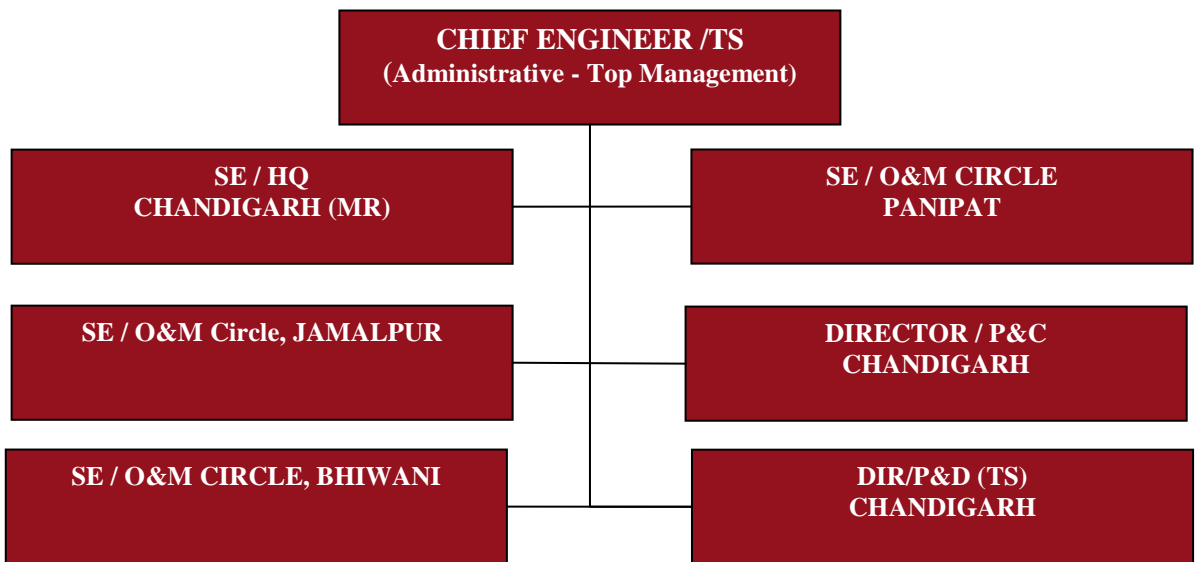 CHIEF ENGINEER /TS
(Administrative - Top Management)
SE / HQ
CHANDIGARH (MR)
SE / O&M CIRCLE
PANIPAT
SE / O&M Circle, JAMALPUR
DIRECTOR / P&C
CHANDIGARH
SE / O&M CIRCLE, BHIWANI
DIR/P&D (TS)
CHANDIGARH